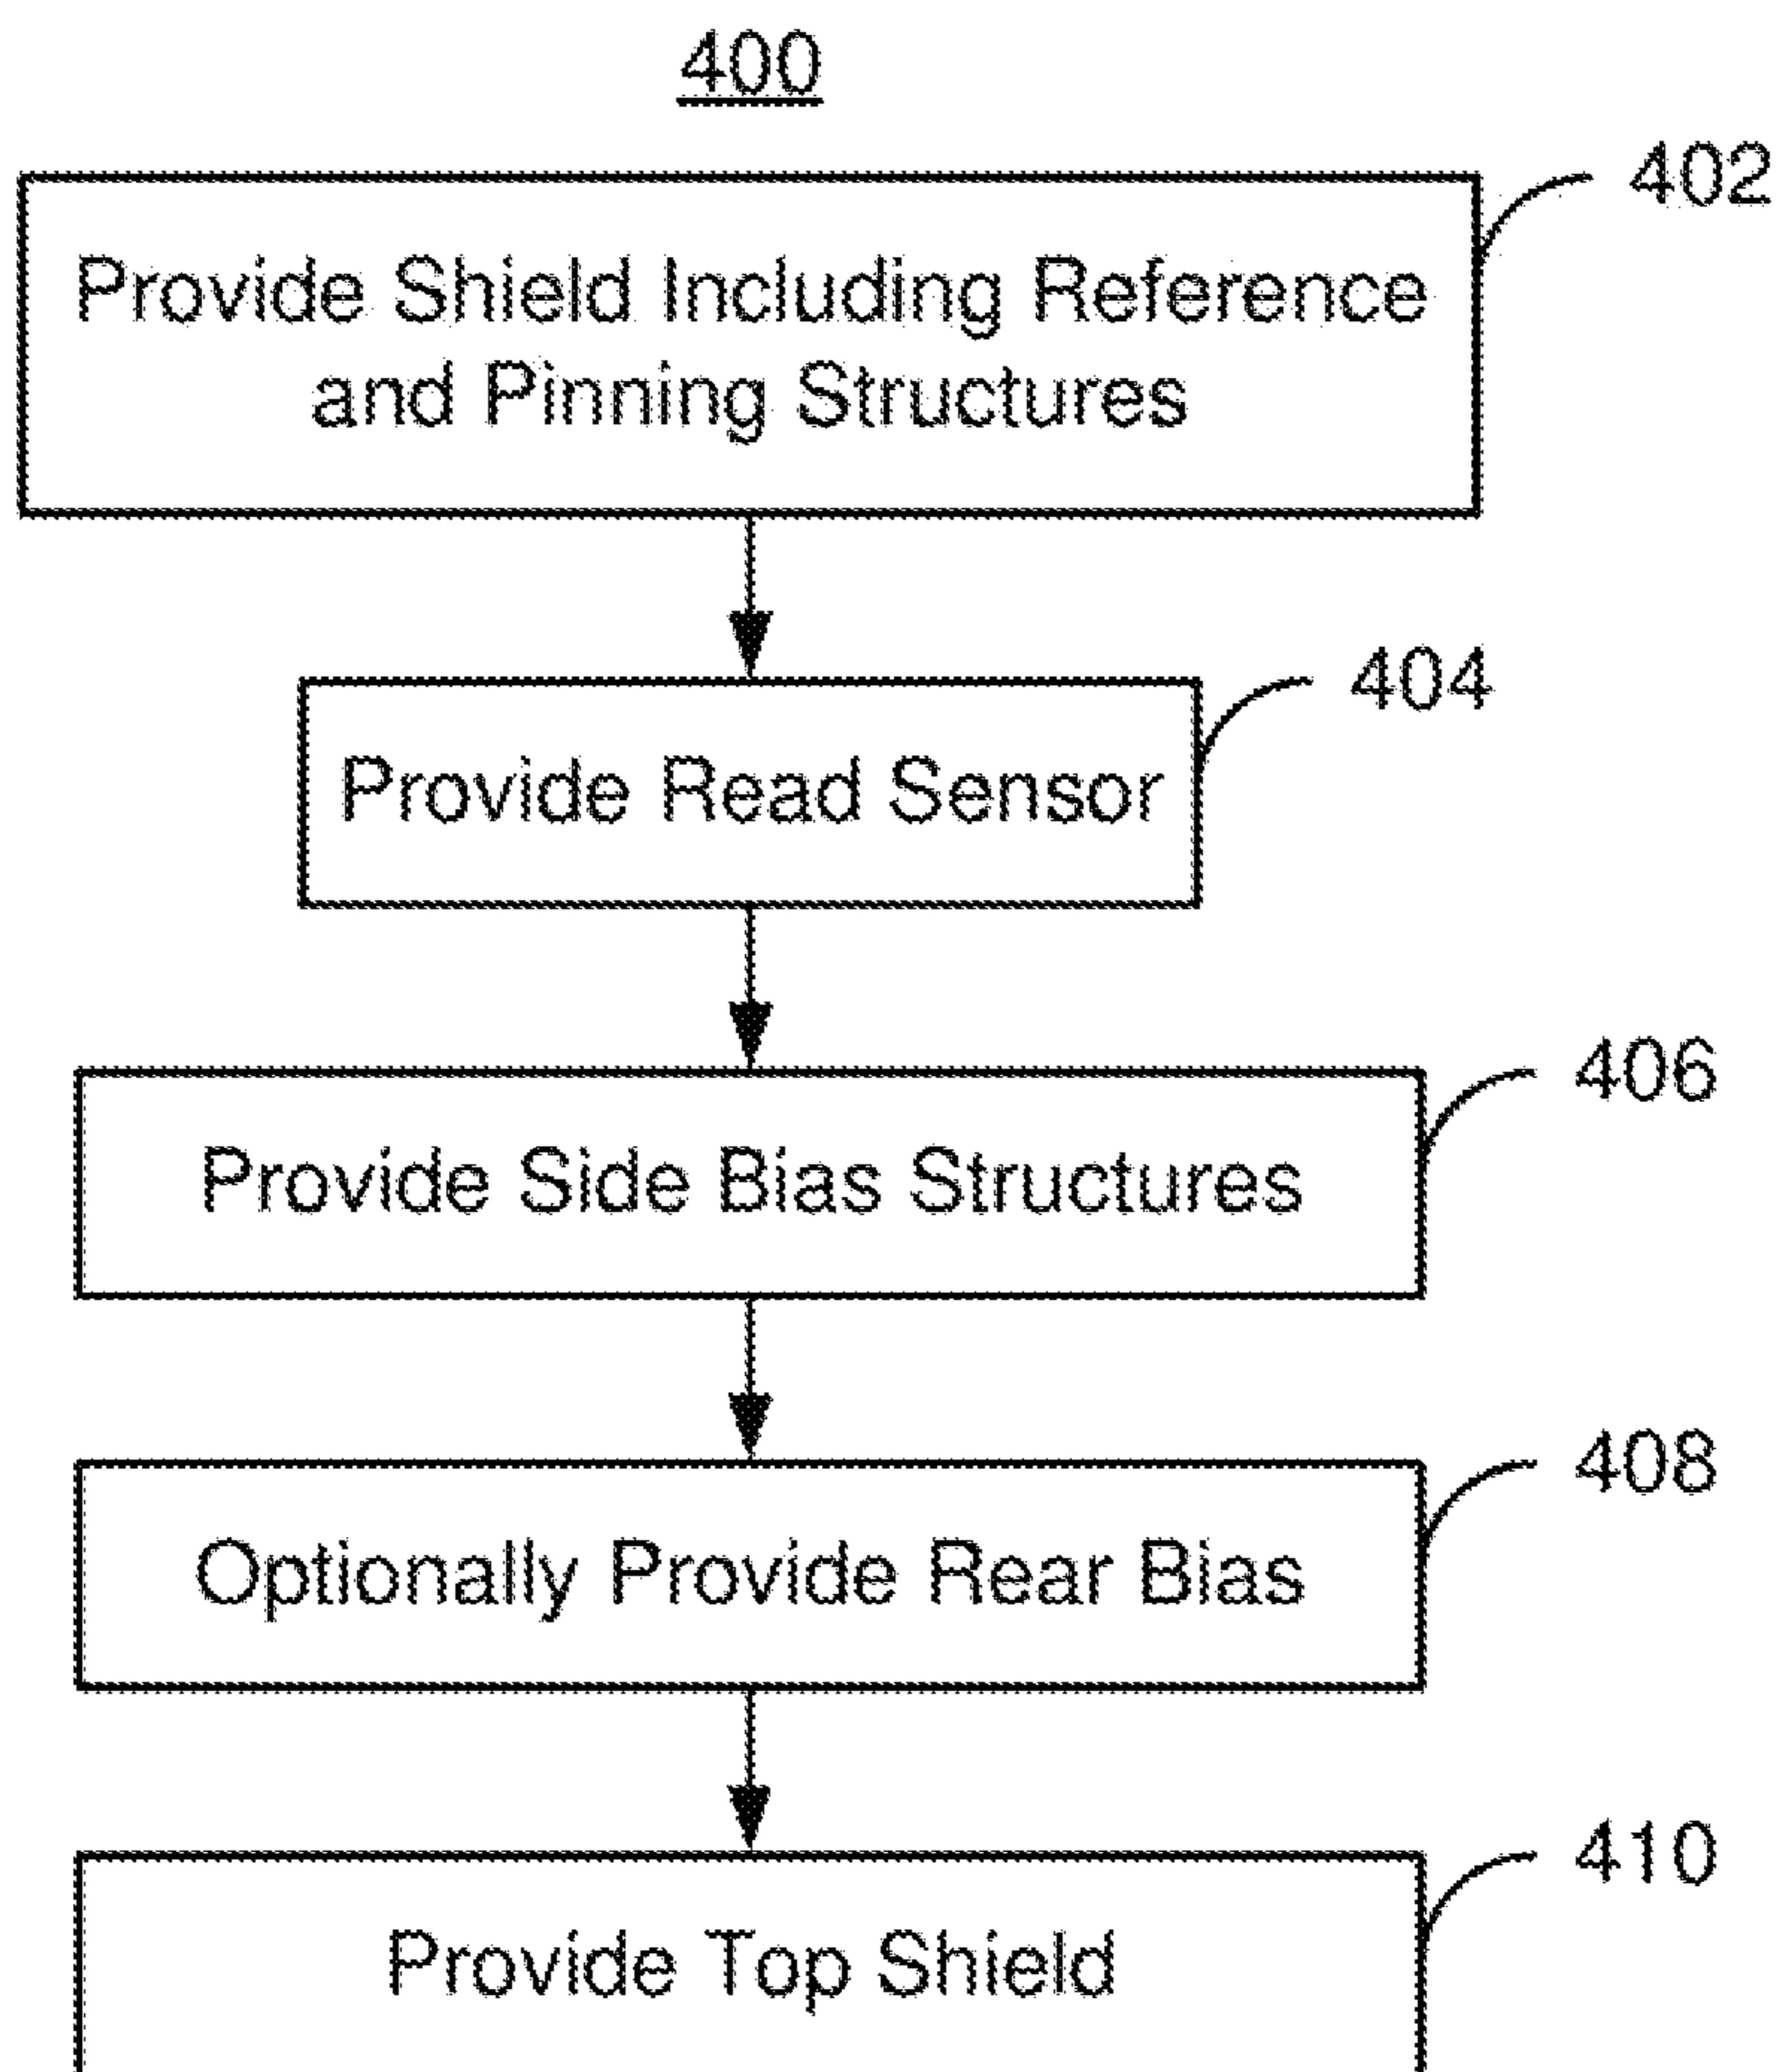 400
402
Provide Shield Including Reference
and Pinning Structures
404
Provide Read Sensor
406
Provide Side Bias Structures
408
Optionally Provide Rear Bias
410
Provide Top Shield